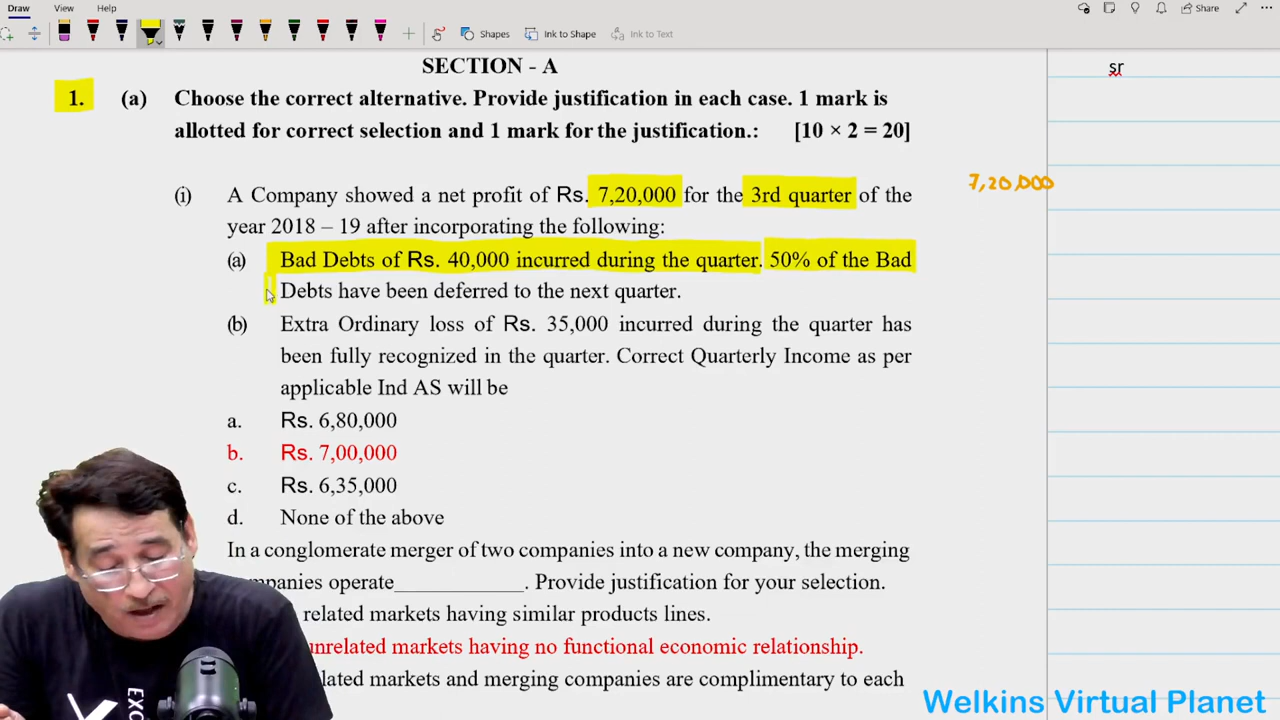 Draw View Help Share
Shapes Ink to Shape Ink to Text
SECTION - A
sr
1. (a) Choose the correct alternative. Provide justification in each case. 1 mark is
allotted for correct selection and 1 mark for the justification.: [10 × 2 = 20]
7,20,000
(i) A Company showed a net profit of Rs. 7,20,000 for the 3rd quarter of the
year 2018 – 19 after incorporating the following:
(a) Bad Debts of Rs. 40,000 incurred during the quarter. 50% of the Bad
Debts have been deferred to the next quarter.
(b) Extra Ordinary loss of Rs. 35,000 incurred during the quarter has
been fully recognized in the quarter. Correct Quarterly Income as per
applicable Ind AS will be
a. Rs. 6,80,000
b. Rs. 7,00,000
c. Rs. 6,35,000
d. None of the above
In a conglomerate merger of two companies into a new company, the merging
operate____________. Provide justification for your selection.
related markets having similar products lines.
unrelated markets having no functional economic relationship.
and merging companies are complimentary to each
Welkins Virtual Planet